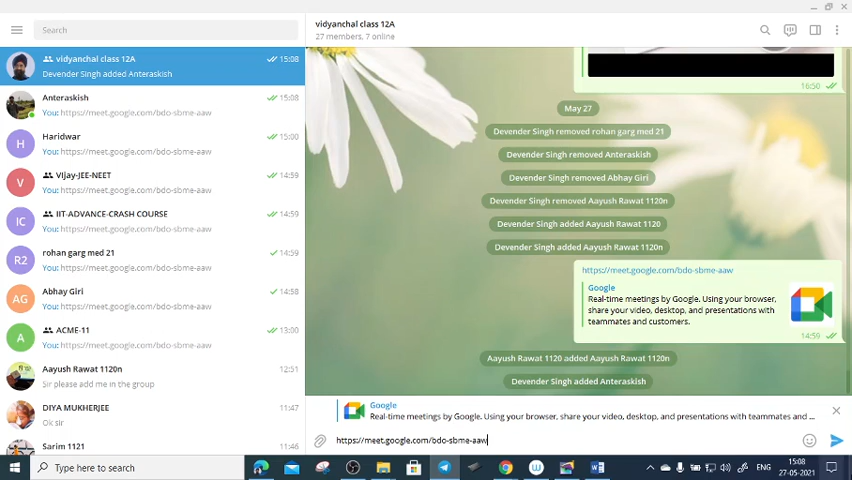 Search
vidyanchal class 12A
15:08
Devender Singh added Anteraskish
Anteraskish
15:08
You: https://meet.google.com/bdo-sbme-aaw
H
Haridwar
15:00
You: https://meet.google.com/bdo-sbme-aaw
V
VIjay-JEE-NEET
14:59
You: https://meet.google.com/bdo-sbme-aaw
IC
IIT-ADVANCE-CRASH COURSE
14:59
You: https://meet.google.com/bdo-sbme-aaw
R2
rohan garg med 21
14:59
You: https://meet.google.com/bdo-sbme-aaw
AG
Abhay Giri
14:58
You: https://meet.google.com/bdo-sbme-aaw
A
ACME-11
13:00
You: https://meet.google.com/bdo-sbme-aaw
Aayush Rawat 1120n
12:51
Sir please add me in the group
DIYA MUKHERJEE
11:47
Ok sir
Sarim 1121
11:46
vidyanchal class 12A
27 members, 7 online
16:50
May 27
Devender Singh removed rohan garg med 21
Devender Singh removed Anteraskish
Devender Singh removed Abhay Giri
Devender Singh removed Aayush Rawat 1120n
Devender Singh added Aayush Rawat 1120
Devender Singh added Aayush Rawat 1120n
https://meet.google.com/bdo-sbme-aaw
Google
Real-time meetings by Google. Using your browser,
share your video, desktop, and presentations with
teammates and customers.
14:59
Aayush Rawat 1120 added Aayush Rawat 1120n
Devender Singh added Anteraskish
Google
Real-time meetings by Google. Using your browser, share your video, desktop, and presentations with teammates and ...
https://meet.google.com/bdo-sbme-aaw
Type here to search
ENG
15:08
27-05-2021